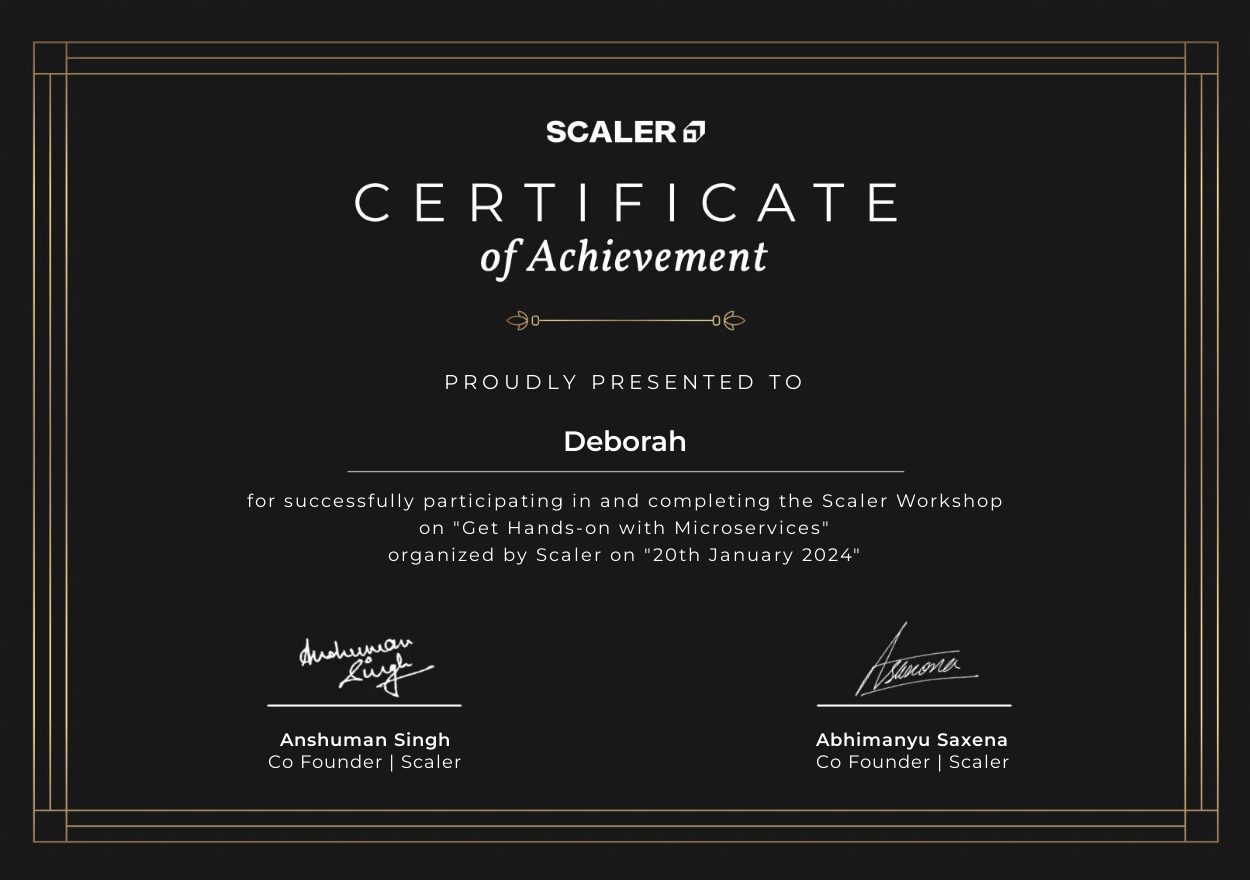 SCALER
CERTIFICATE
of Achievement
PROUDLY PRESENTED TO
Deborah
for successfully participating in and completing the Scaler Workshop
on "Get Hands-on with Microservices"
organized by Scaler on "20th January 2024"
Anshuman
Singh
Asaxena
Anshuman Singh
Co Founder | Scaler
Abhimanyu Saxena
Co Founder | Scaler